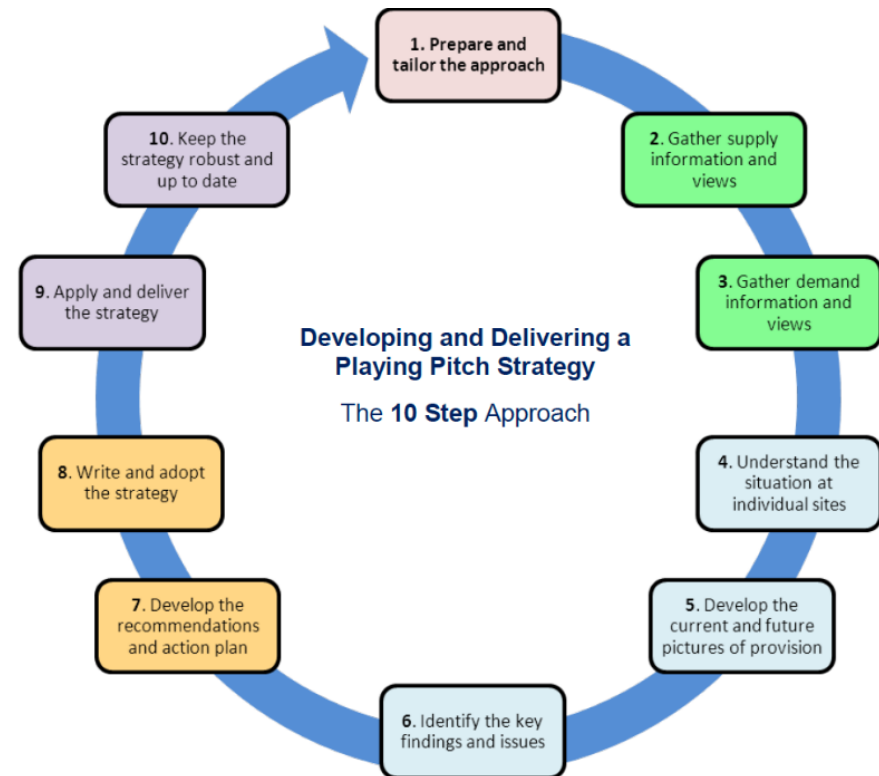 1. Prepare and
tailor the approach
2. Gather supply
information and
views
3. Gather demand
information and
views
4. Understand the
situation at
individual sites
5. Develop the
current and future
pictures of provision
6. Identify the key
findings and issues
7. Develop the
recommendations
and action plan
8. Write and adopt
the strategy
9. Apply and deliver
the strategy
10. Keep the
strategy robust and
up to date
Developing and Delivering a
Playing Pitch Strategy
The 10 Step Approach